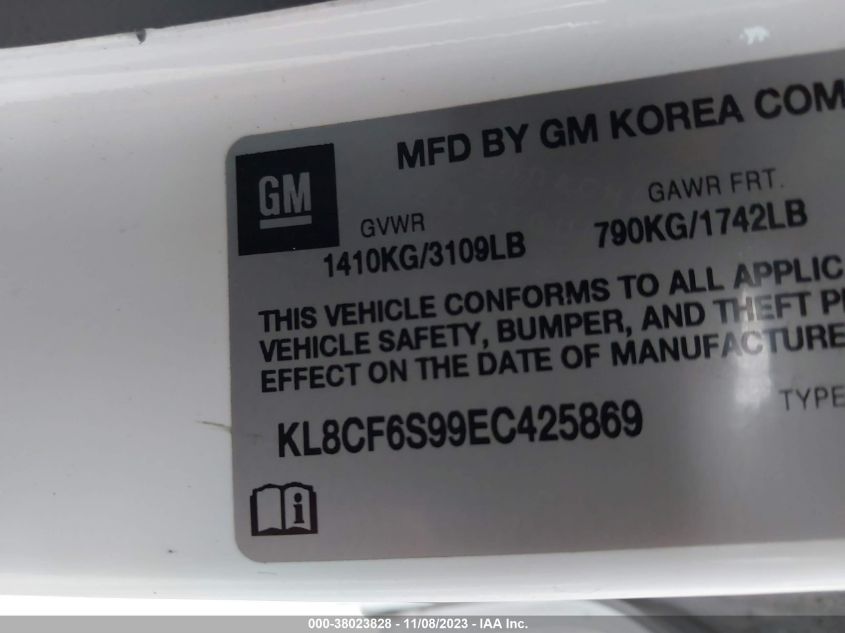 MFD BY GM KOREA COM
GM
GVWR
GAWR FRT.
1410KG/3109LB
790KG/1742LB
THIS VEHICLE CONFORMS TO ALL APPLIC
VEHICLE SAFETY, BUMPER, AND THEFT P
EFFECT ON THE DATE OF MANUFACTURE
TYPE
KL8CF6S99EC425869
i
000-38023828 - 11/08/2023 - IAA Inc.